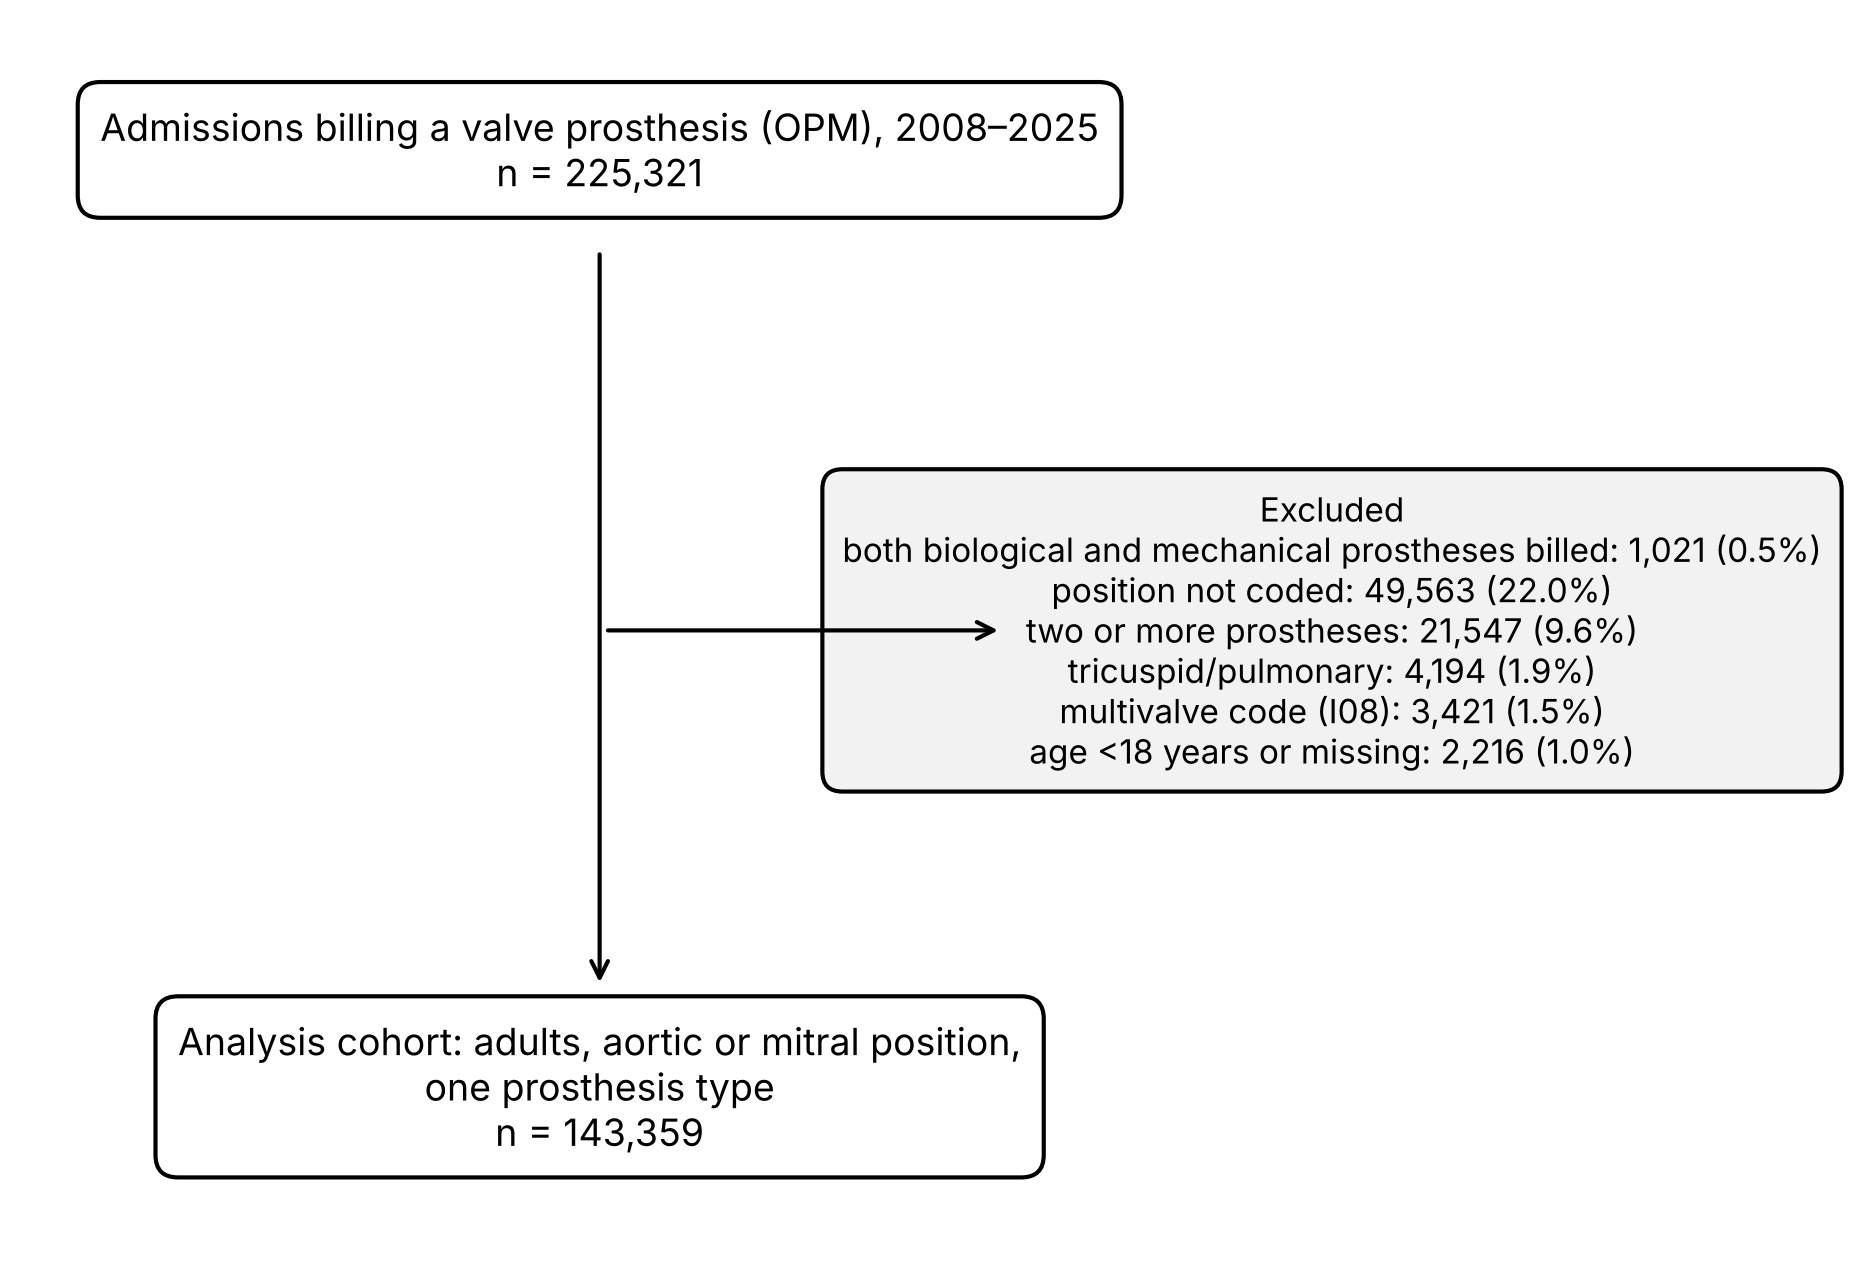 Admissions billing a valve prosthesis (OPM), 2008–2025
n = 225,321
Excluded
both biological and mechanical prostheses billed: 1,021 (0.5%)
position not coded: 49,563 (22.0%)
two or more prostheses: 21,547 (9.6%)
tricuspid/pulmonary: 4,194 (1.9%)
multivalve code (I08): 3,421 (1.5%)
age <18 years or missing: 2,216 (1.0%)
Analysis cohort: adults, aortic or mitral position,
one prosthesis type
n = 143,359